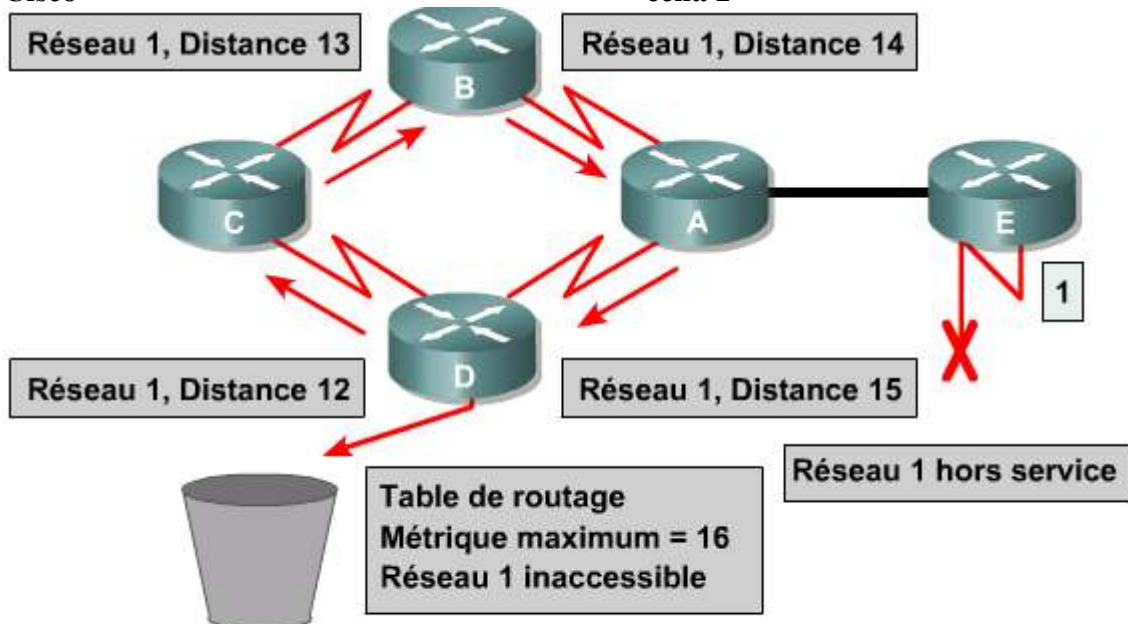 Réseau 1, Distance 13
Réseau 1, Distance 14
B
C
A
E
1
D
Réseau 1, Distance 12
Réseau 1, Distance 15
Réseau 1 hors service
Table de routage
Métrique maximum = 16
Réseau 1 inaccessible